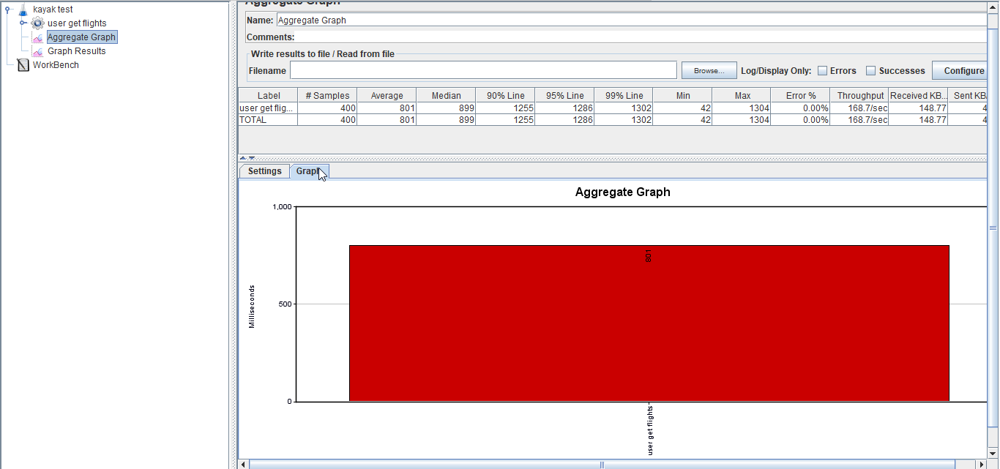 kayak test
user get flights
Aggregate Graph
Graph Results
WorkBench
Aggregate Graph
Name: Aggregate Graph
Comments:
Write results to file / Read from file
Filename Browse... Log/Display Only: Errors Successes Configure
Label # Samples Average Median 90% Line 95% Line 99% Line Min Max Error % Throughput Received KB... Sent KB/
user get flig... 400 801 899 1255 1286 1302 42 1304 0.00% 168.7/sec 148.77 4
TOTAL 400 801 899 1255 1286 1302 42 1304 0.00% 168.7/sec 148.77 4
Settings Graph
Aggregate Graph
1,000
801
Milliseconds
500
0
user get flights